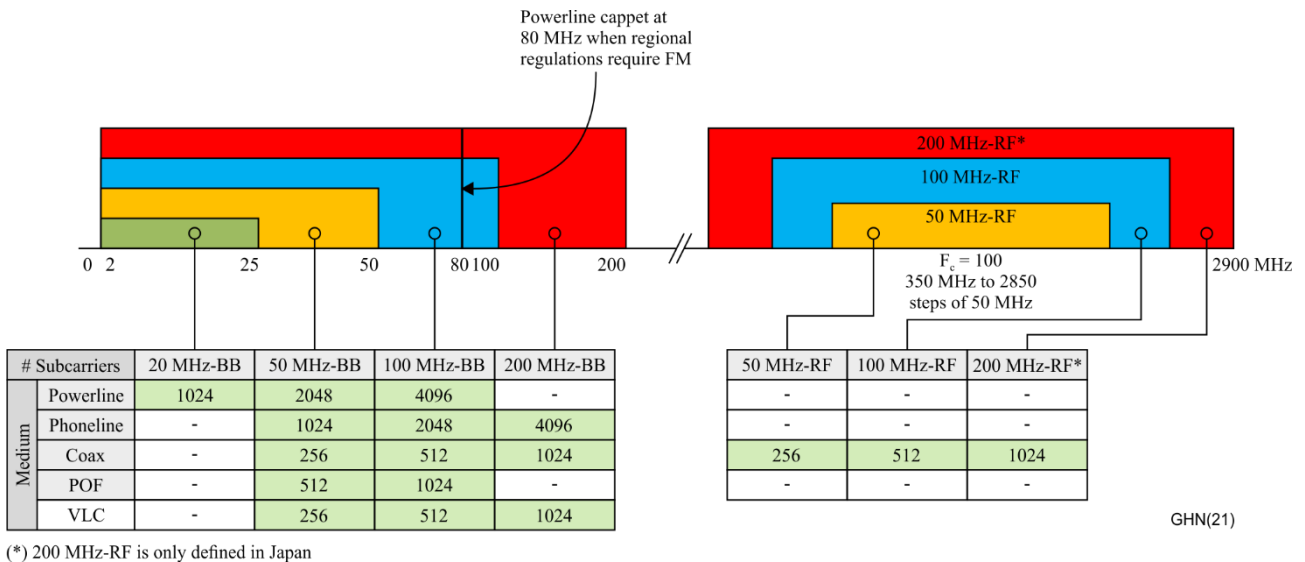 Powerline cappet at
80 MHz when regional
regulations require FM
200 MHz-RF*
100 MHz-RF
50 MHz-RF
0 2 25 50 80 100 200
F_c = 100
350 MHz to 2850
steps of 50 MHz
2900 MHz
# Subcarriers 20 MHz-BB 50 MHz-BB 100 MHz-BB 200 MHz-BB
Medium
Powerline 1024 2048 4096 -
Phoneline - 1024 2048 4096
Coax - 256 512 1024
POF - 512 1024 -
VLC - 256 512 1024
50 MHz-RF 100 MHz-RF 200 MHz-RF*
- - -
- - -
256 512 1024
- - -
GHN(21)
(*) 200 MHz-RF is only defined in Japan